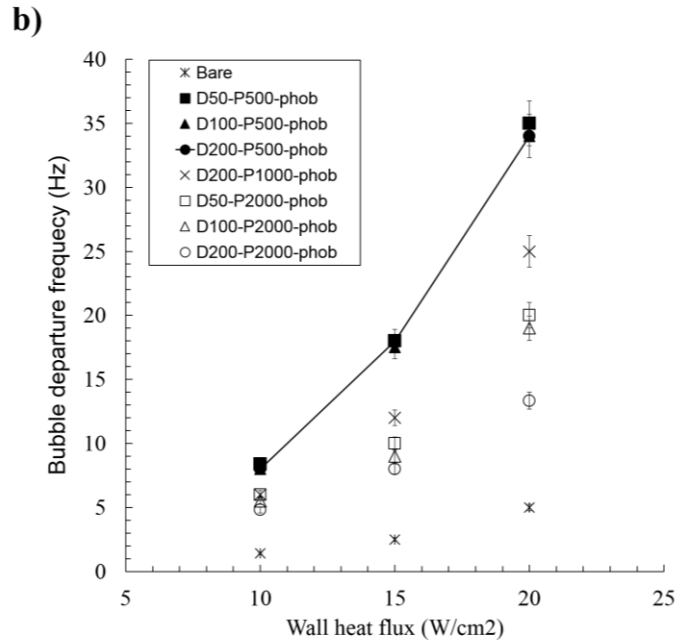 b)
40
35
30
25
20
15
10
5
0
Bubble departure frequecy (Hz)
Bare
D50-P500-phob
D100-P500-phob
D200-P500-phob
D200-P1000-phob
D50-P2000-phob
D100-P2000-phob
D200-P2000-phob
5 10 15 20 25
Wall heat flux (W/cm2)